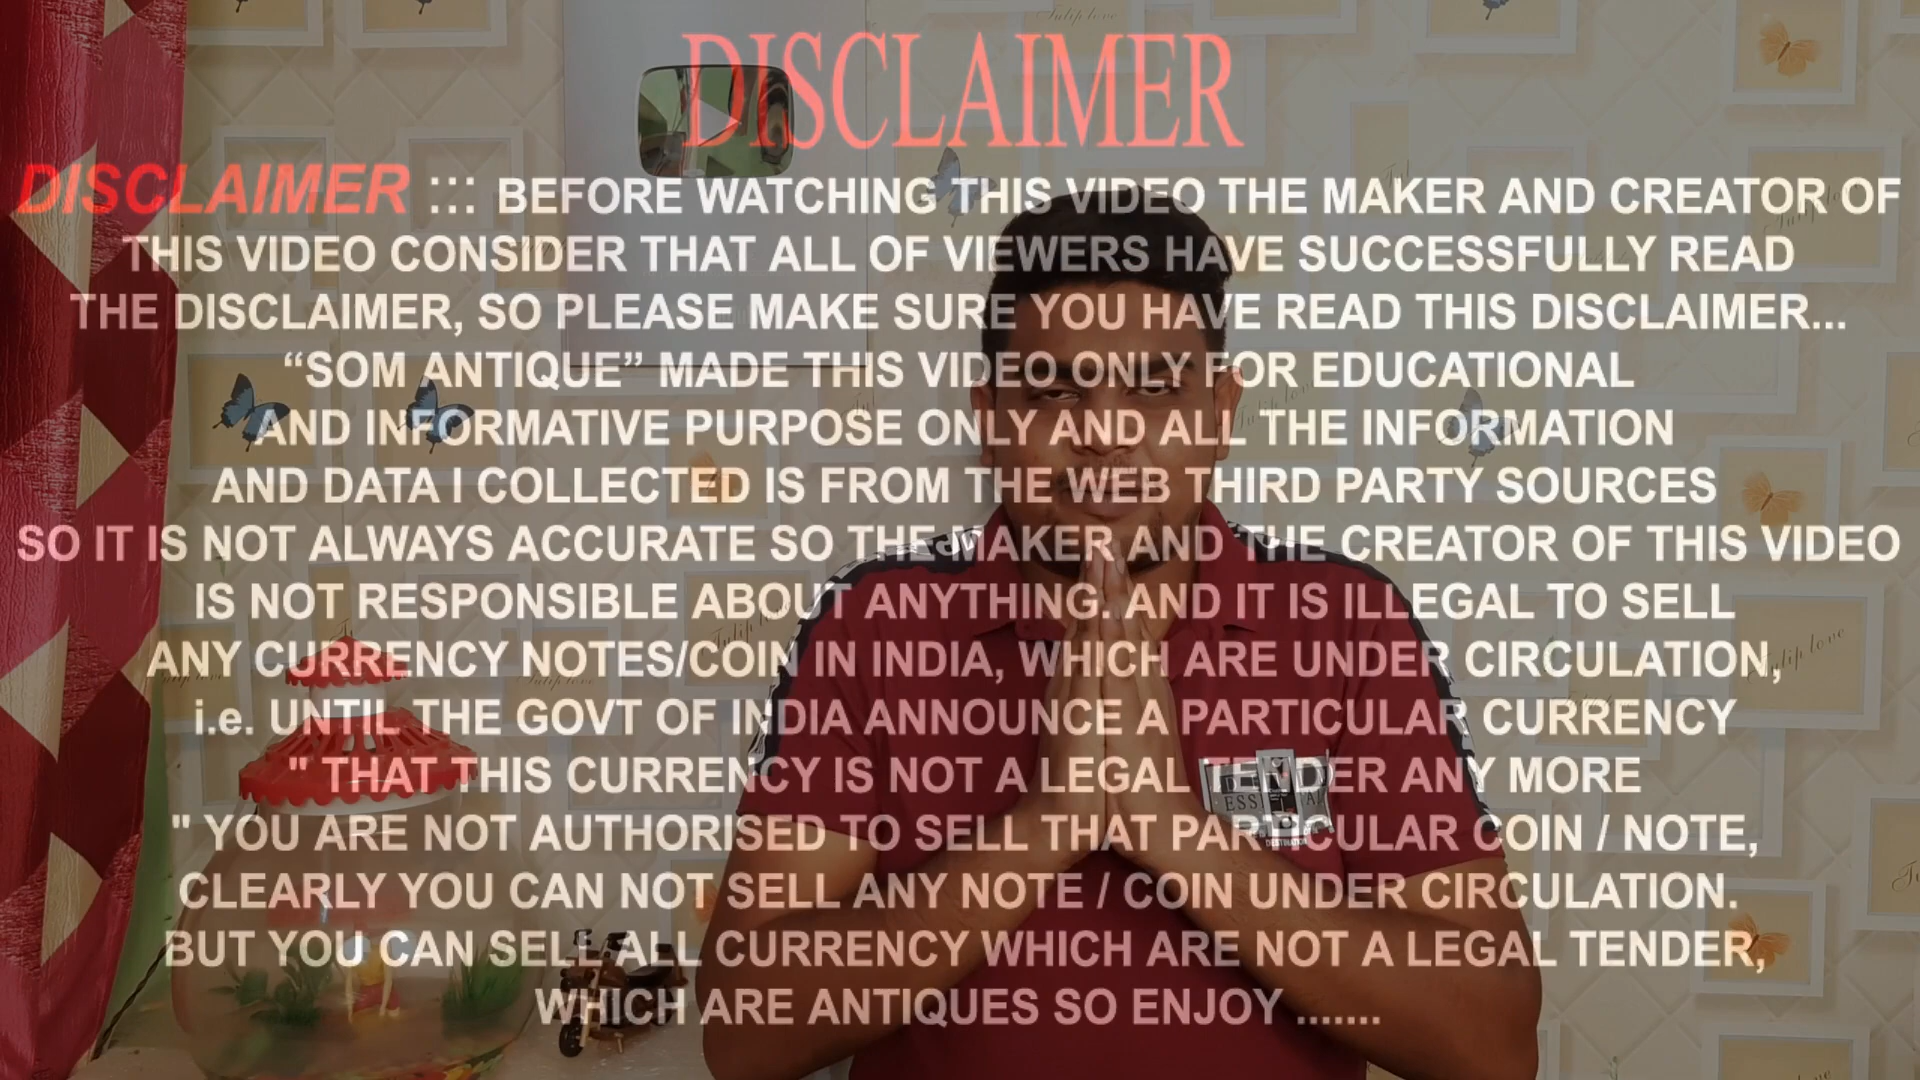 DISCLAIMER
DISCLAIMER ::: BEFORE WATCHING THIS VIDEO THE MAKER AND CREATOR OF
THIS VIDEO CONSIDER THAT ALL OF VIEWERS HAVE SUCCESSFULLY READ
THE DISCLAIMER, SO PLEASE MAKE SURE YOU HAVE READ THIS DISCLAIMER...
“SOM ANTIQUE” MADE THIS VIDEO ONLY FOR EDUCATIONAL
AND INFORMATIVE PURPOSE ONLY AND ALL THE INFORMATION
AND DATA I COLLECTED IS FROM THE WEB THIRD PARTY SOURCES
SO IT IS NOT ALWAYS ACCURATE SO THE MAKER AND THE CREATOR OF THIS VIDEO
IS NOT RESPONSIBLE ABOUT ANYTHING. AND IT IS ILLEGAL TO SELL
ANY CURRENCY NOTES/COIN IN INDIA, WHICH ARE UNDER CIRCULATION,
i.e. UNTIL THE GOVT OF INDIA ANNOUNCE A PARTICULAR CURRENCY
" THAT THIS CURRENCY IS NOT A LEGAL TENDER ANY MORE
" YOU ARE NOT AUTHORISED TO SELL THAT PARTICULAR COIN / NOTE,
CLEARLY YOU CAN NOT SELL ANY NOTE / COIN UNDER CIRCULATION.
BUT YOU CAN SELL ALL CURRENCY WHICH ARE NOT A LEGAL TENDER,
WHICH ARE ANTIQUES SO ENJOY .......
Tulip love
Tulip love